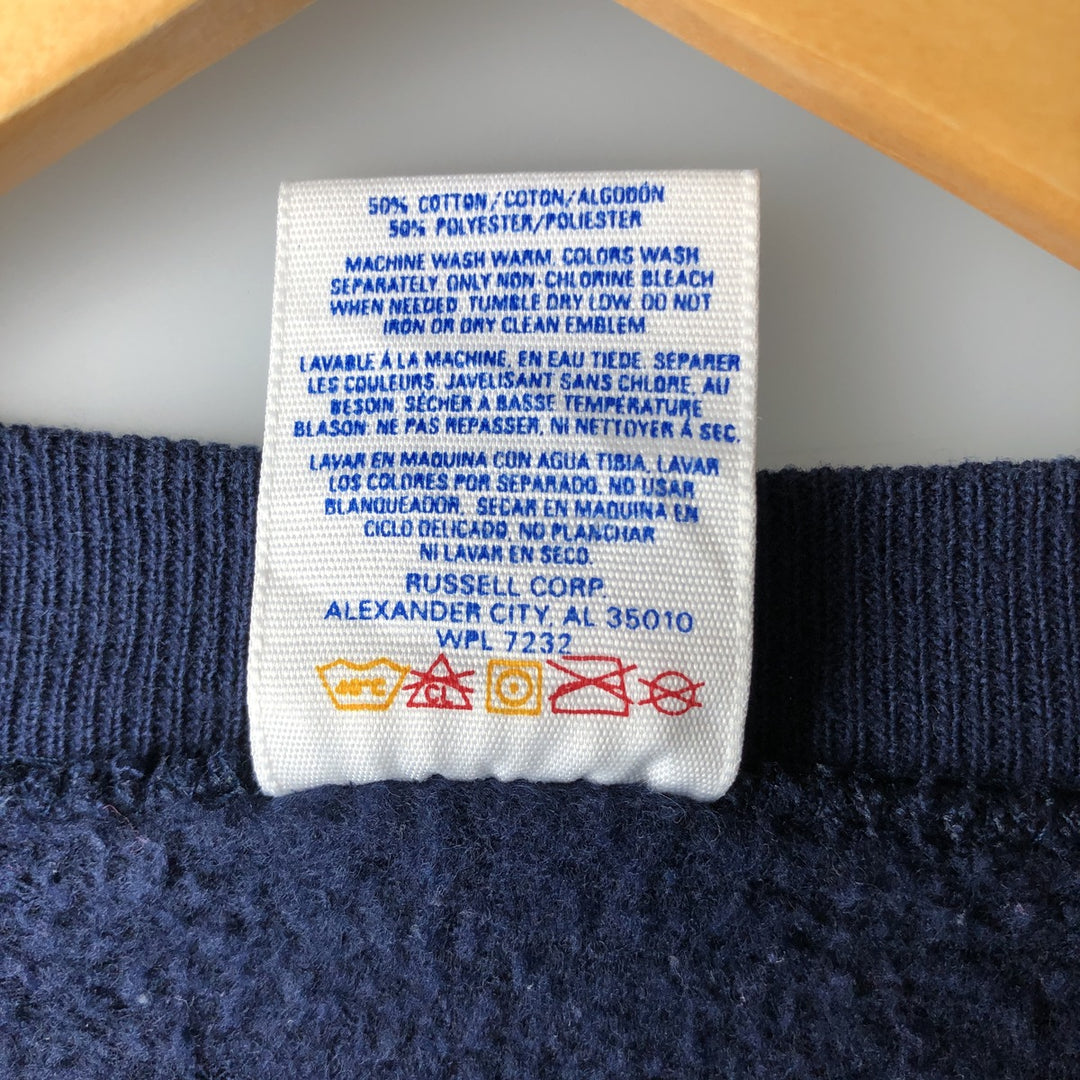 50% COTTON/COTON/ALGODÓN
50% POLYESTER/POLIESTER
MACHINE WASH WARM, COLORS WASH
SEPARATELY, ONLY NON-CHLORINE BLEACH
WHEN NEEDED, TUMBLE DRY LOW, DO NOT
IRON OR DRY CLEAN EMBLEM
LAVABLE Á LA MACHINE, EN EAU TIEDE, SEPARER
LES COULEURS, JAVELISANT SANS CHLORE, AU
BESOIN, SÉCHER A BASSE TEMPÉRATURE
BLASON: NE PAS REPASSER, NI NETTOYER Á SEC.
LAVAR EN MAQUINA CON AGUA TIBIA, LAVAR
LOS COLORES POR SEPARADO, NO USAR
BLANQUEADOR, SECAR EN MAQUINA EN
CICLO DELICADO, NO PLANCHAR
NI LAVAR EN SECO.
RUSSELL CORP.
ALEXANDER CITY, AL 35010
WPL 7232
40°C CL